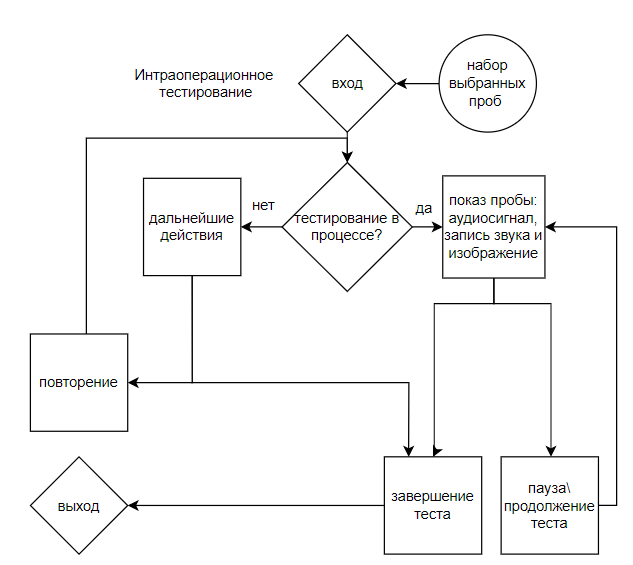 Интраоперационное
тестирование
вход
набор
выбранных
проб
дальнейшие
действия
нет
тестирование в
процессе?
да
показ пробы:
аудиосигнал,
запись звука и
изображение
повторение
выход
завершение
теста
пауза\
продолжение
теста